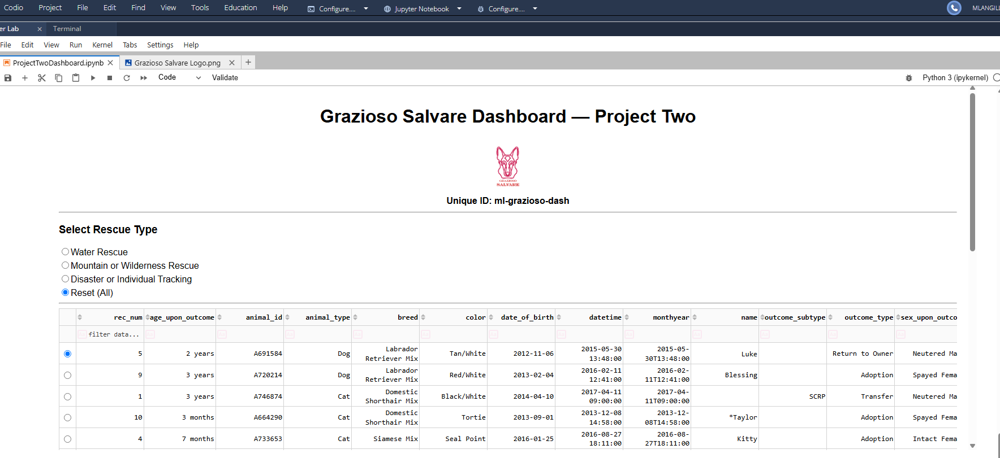 Codio Project File Edit Find View Tools Education Help Configure.... Jupyter Notebook Configure.... MLANGILL
er Lab Terminal
File Edit View Run Kernel Tabs Settings Help
ProjectTwoDashboard.ipynb Grazioso Salvare Logo.png
Code Validate Python 3 (ipykernel)
Grazioso Salvare Dashboard — Project Two
GRAZIOSO
SALVARE
Unique ID: ml-grazioso-dash
Select Rescue Type
Water Rescue
Mountain or Wilderness Rescue
Disaster or Individual Tracking
Reset (All)
rec_num age_upon_outcome animal_id animal_type breed color date_of_birth datetime monthyear name outcome_subtype outcome_type sex_upon_outco
filter data...
5 2 years A691584 Dog Labrador Retriever Mix Tan/White 2012-11-06 2015-05-30 13:48:00 2015-05-30T13:48:00 Luke Return to Owner Neutered Ma
9 3 years A720214 Dog Labrador Retriever Mix Red/White 2013-02-04 2016-02-11 12:41:00 2016-02-11T12:41:00 Blessing Adoption Spayed Fema
1 3 years A746874 Cat Domestic Shorthair Mix Black/White 2014-04-10 2017-04-11 09:00:00 2017-04-11T09:00:00 SCRP Transfer Neutered Ma
10 3 months A664290 Cat Domestic Shorthair Mix Tortie 2013-09-01 2013-12-08 14:58:00 2013-12-08T14:58:00 *Taylor Adoption Spayed Fema
4 7 months A733653 Cat Siamese Mix Seal Point 2016-01-25 2016-08-27 18:11:00 2016-08-27T18:11:00 Kitty Adoption Intact Fema